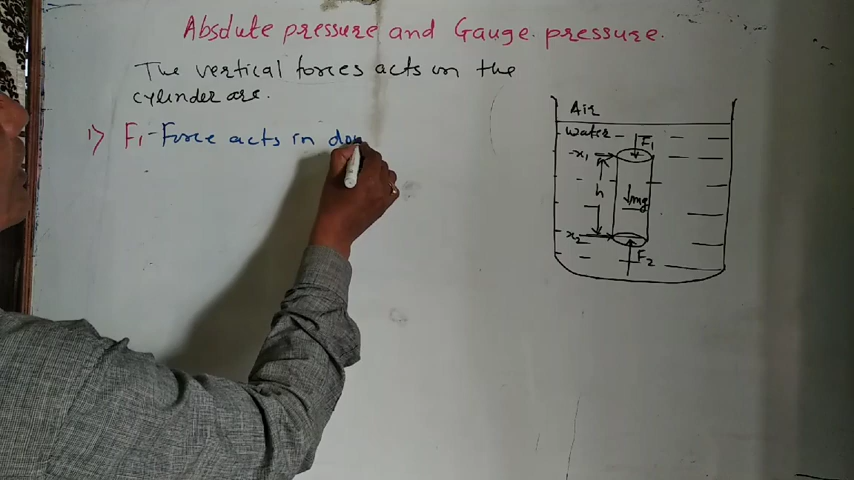 Absolute pressure and Gauge pressure.
The vertical forces acts on the
cylinder are.
1) F1 - Force acts in dow
Air
water
F1
x1
h
mg
x2
F2